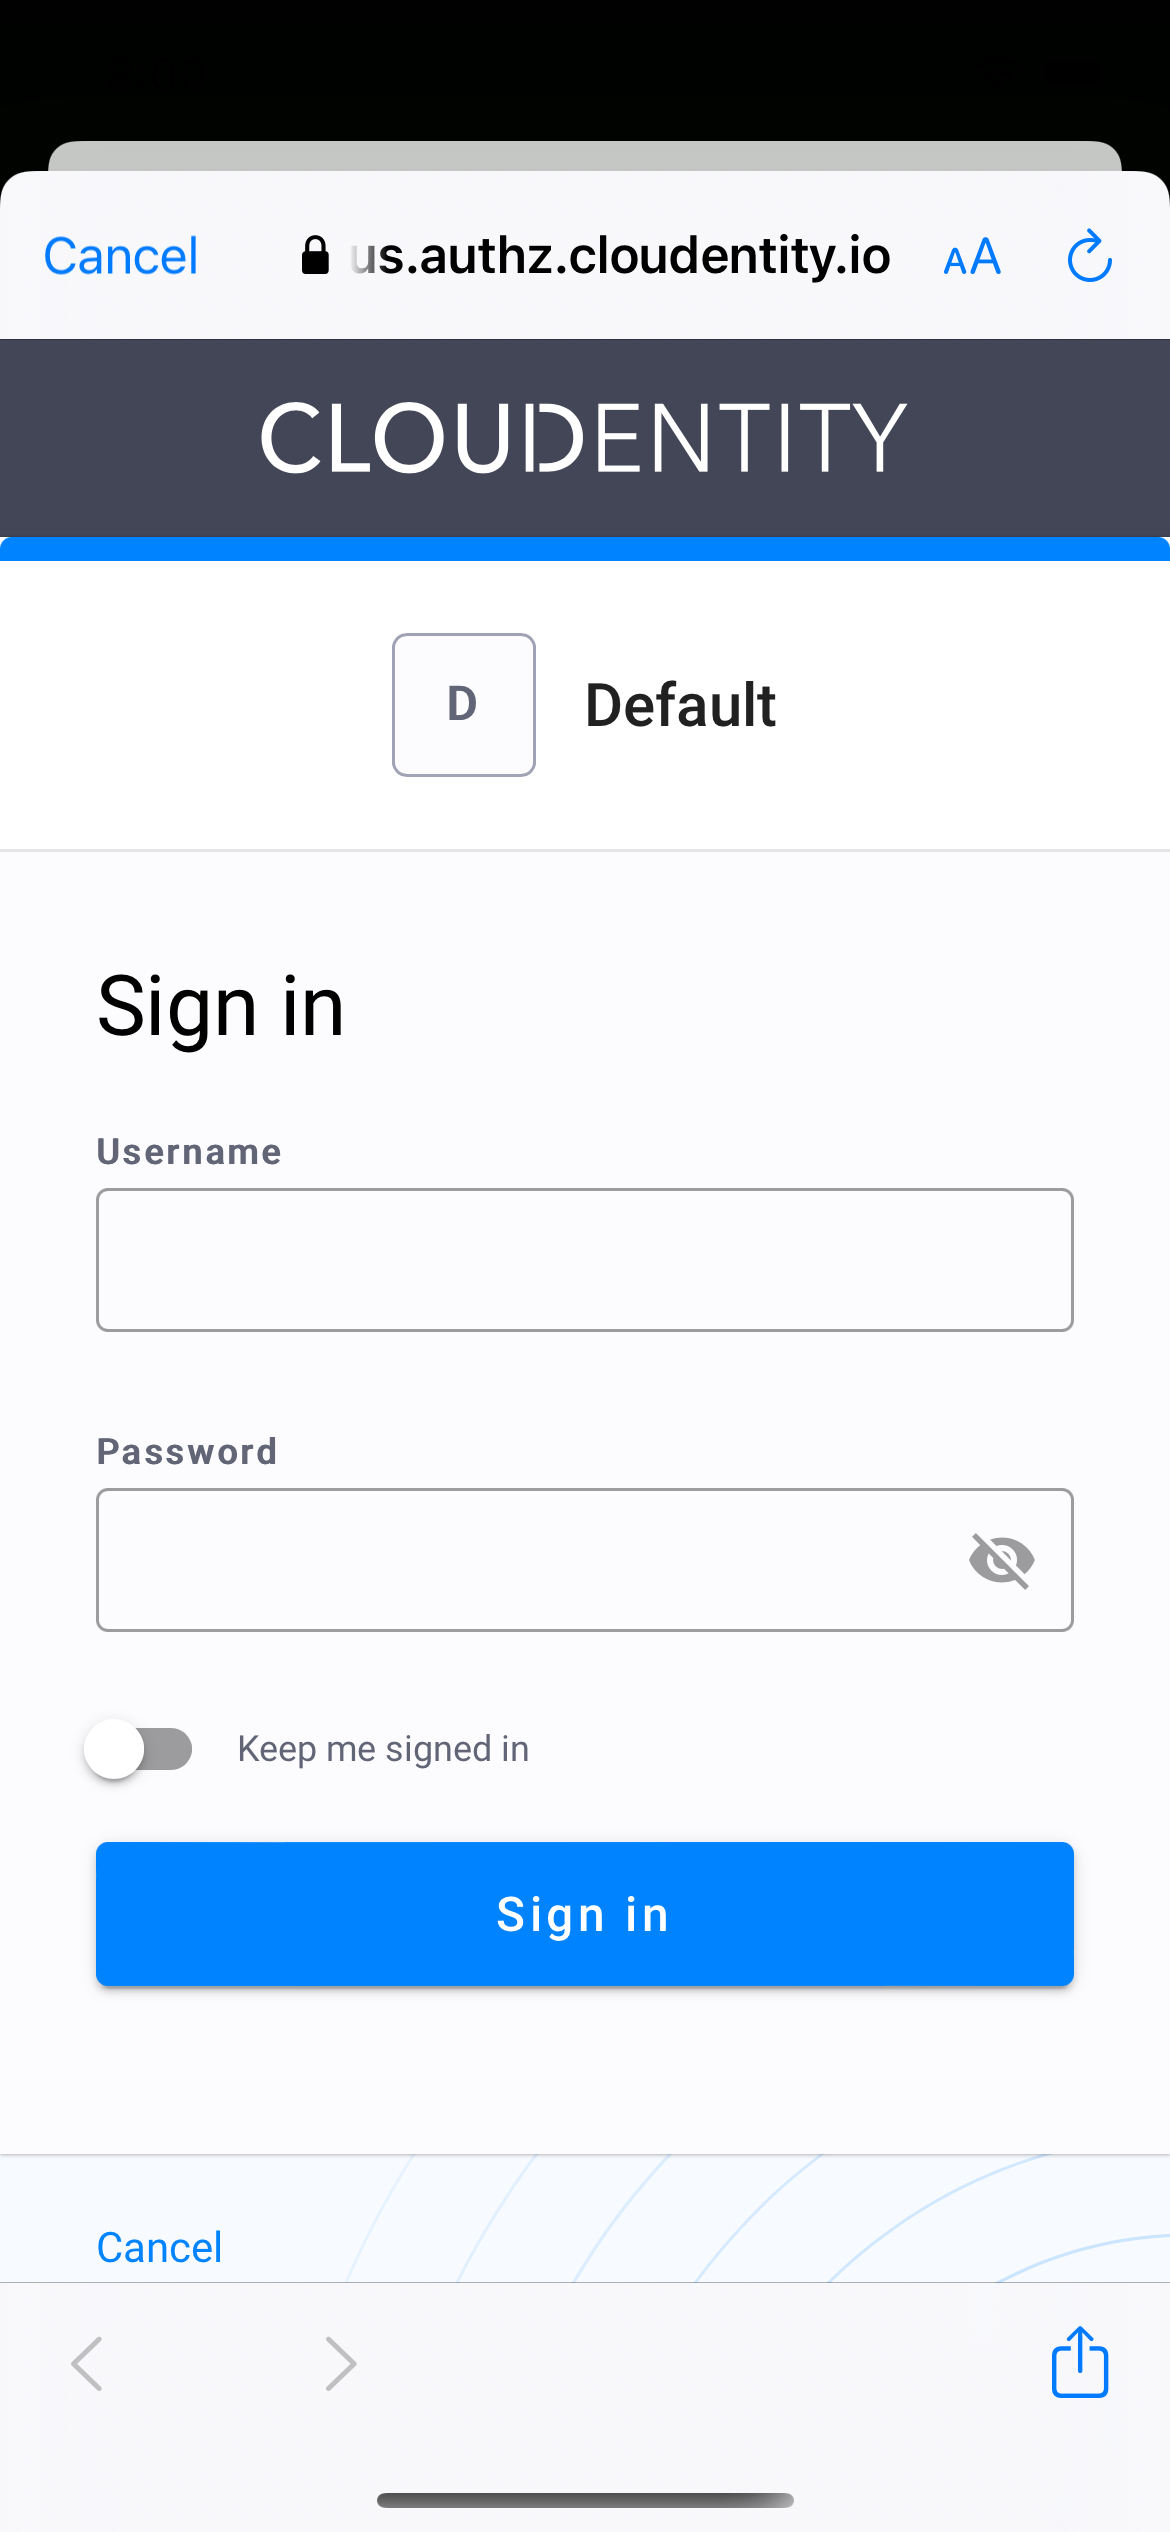 Cancel us.authz.cloudentity.io AA
CLOUDENTITY
D Default
Sign in
Username
Password
Keep me signed in
Sign in
Cancel